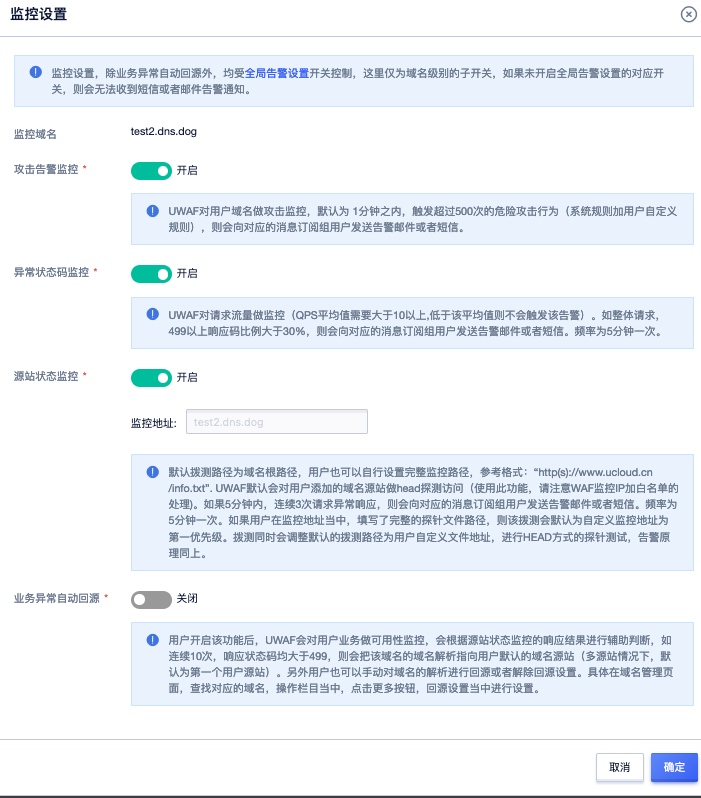 监控设置
监控设置，除业务异常自动回源外，均受全局告警设置开关控制，这里仅为域名级别的子开关，如果未开启全局告警设置的对应开
关，则会无法收到短信或者邮件告警通知。
监控域名 test2.dns.dog
攻击告警监控 * 开启
UWAF对用户域名做攻击监控，默认为 1分钟之内，触发超过500次的危险攻击行为（系统规则加用户自定义
规则），则会向对应的消息订阅组用户发送告警邮件或者短信。
异常状态码监控 * 开启
UWAF对请求流量做监控（QPS平均值需要大于10以上,低于该平均值则不会触发该告警）。如整体请求，
499以上响应码比例大于30%，则会向对应的消息订阅组用户发送告警邮件或者短信。频率为5分钟一次。
源站状态监控 * 开启
监控地址: test2.dns.dog
默认拨测路径为域名根路径，用户也可以自行设置完整监控路径，参考格式：“http(s)://www.ucloud.cn
/info.txt”. UWAF默认会对用户添加的域名源站做head探测访问（使用此功能，请注意WAF监控IP加白名单的
处理)。如果5分钟内，连续3次请求异常响应，则会向对应的消息订阅组用户发送告警邮件或者短信。频率为
5分钟一次。如果用户在监控地址当中，填写了完整的探针文件路径，则该拨测会默认为自定义监控地址为
第一优先级。拨测同时会调整默认的拨测路径为用户自定义文件地址，进行HEAD方式的探针测试，告警原
理同上。
业务异常自动回源 * 关闭
用户开启该功能后，UWAF会对用户业务做可用性监控，会根据源站状态监控的响应结果进行辅助判断，如
连续10次，响应状态码均大于499，则会把该域名的域名解析指向用户默认的域名源站（多源站情况下，默
认为第一个用户源站）。另外用户也可以手动对域名的解析进行回源或者解除回源设置。具体在域名管理页
面，查找对应的域名，操作栏目当中，点击更多按钮，回源设置当中进行设置。
取消 确定